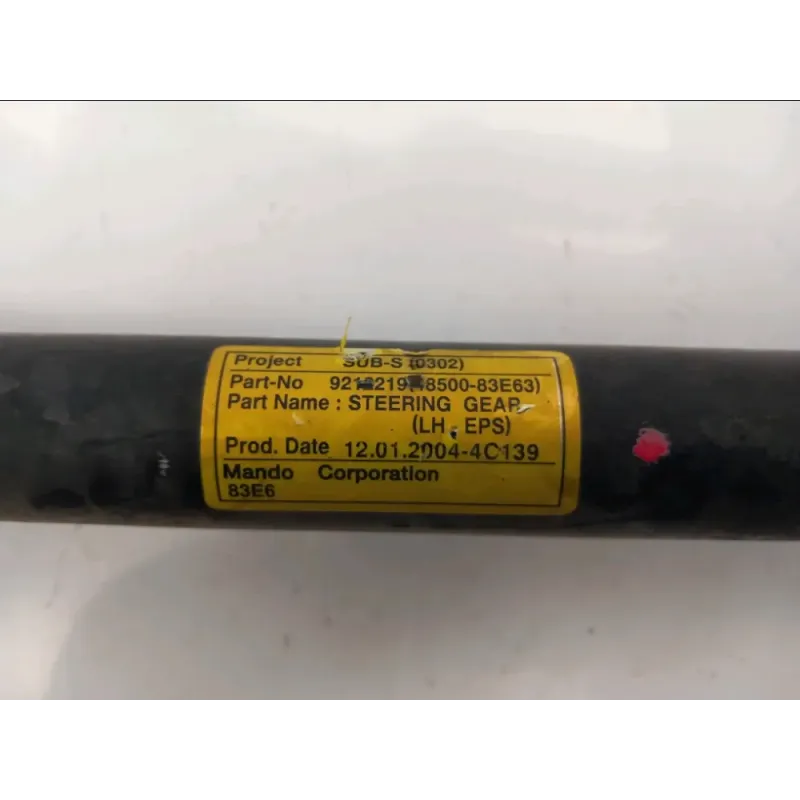 Project SUB-S (0302)
Part-No
Part Name : STEERING GEAR
(LH, EPS)
Prod. Date 12.01.2004-4C139
Mando Corporation
83E6